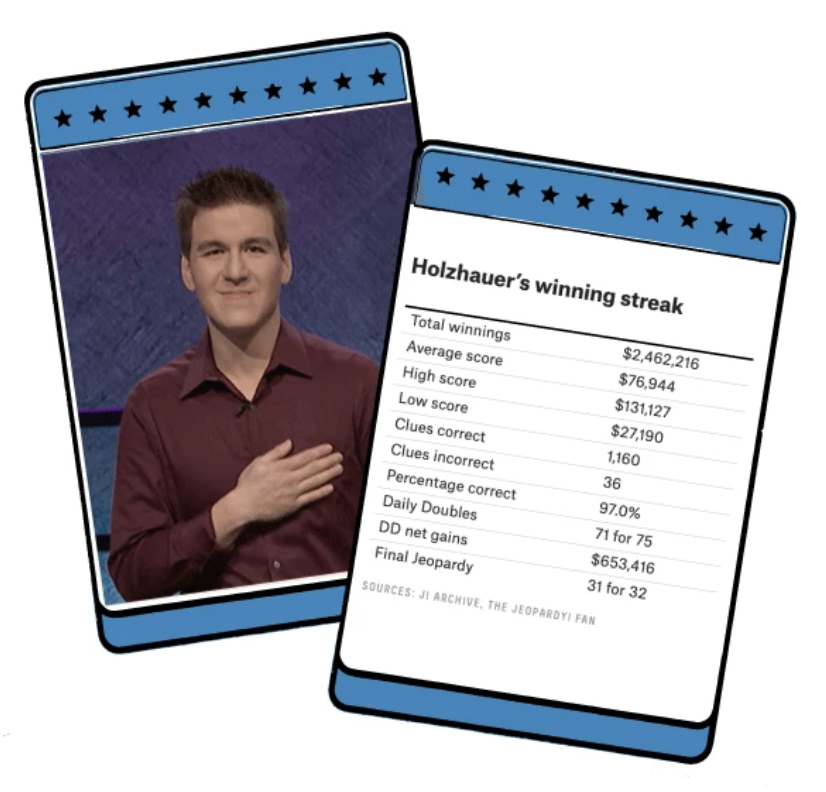 Holzhauer's winning streak
Total winnings $2,462,216
Average score $76,944
High score $131,127
Low score $27,190
Clues correct 1,160
Clues incorrect 36
Percentage correct 97.0%
Daily Doubles 71 for 75
DD net gains $653,416
Final Jeopardy 31 for 32
SOURCES: J! ARCHIVE, THE JEOPARDY! FAN